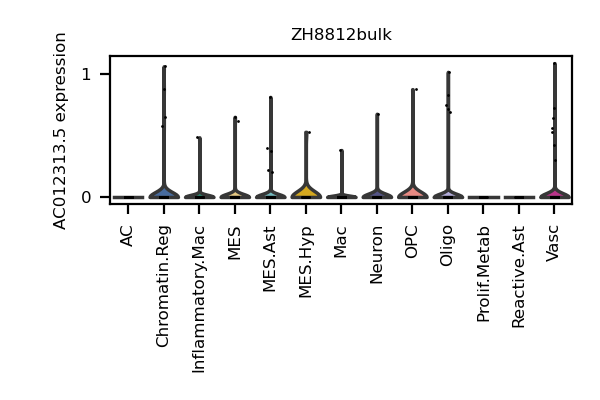 ZH8812bulk
AC012313.5 expression
1
0
AC
Chromatin.Reg
Inflammatory.Mac
MES
MES.Ast
MES.Hyp
Mac
Neuron
OPC
Oligo
Prolif.Metab
Reactive.Ast
Vasc